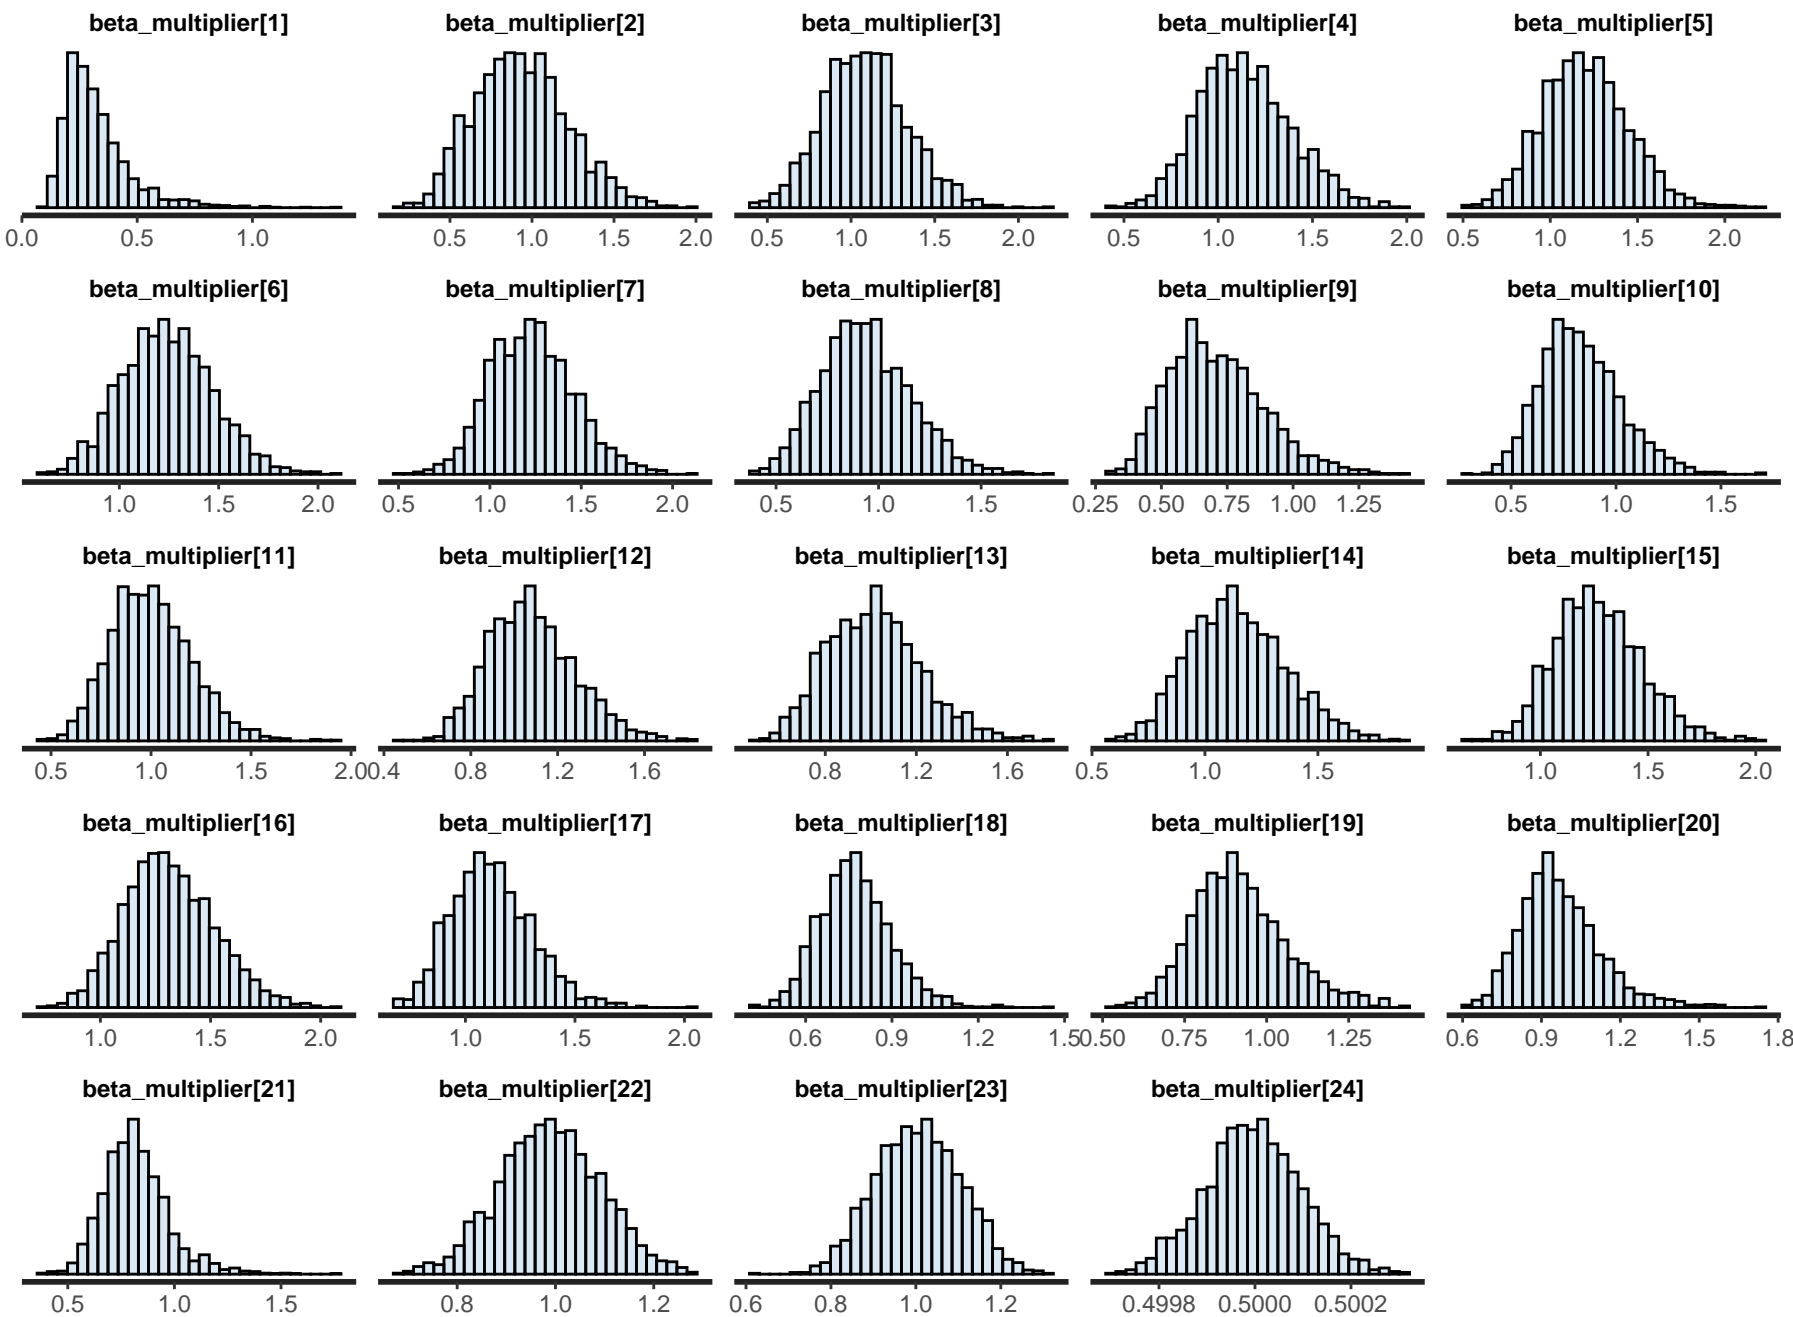 beta_multiplier[1] beta_multiplier[2] beta_multiplier[3] beta_multiplier[4] beta_multiplier[5]
0.0 0.5 1.0 0.5 1.0 1.5 2.0 0.5 1.0 1.5 2.0 0.5 1.0 1.5 2.0 0.5 1.0 1.5 2.0
beta_multiplier[6] beta_multiplier[7] beta_multiplier[8] beta_multiplier[9] beta_multiplier[10]
1.0 1.5 2.0 0.5 1.0 1.5 2.0 0.5 1.0 1.5 0.25 0.50 0.75 1.00 1.25 0.5 1.0 1.5
beta_multiplier[11] beta_multiplier[12] beta_multiplier[13] beta_multiplier[14] beta_multiplier[15]
0.5 1.0 1.5 2.0 0.4 0.8 1.2 1.6 0.8 1.2 1.6 0.5 1.0 1.5 1.0 1.5 2.0
beta_multiplier[16] beta_multiplier[17] beta_multiplier[18] beta_multiplier[19] beta_multiplier[20]
1.0 1.5 2.0 1.0 1.5 2.0 0.6 0.9 1.2 1.5 0.50 0.75 1.00 1.25 0.6 0.9 1.2 1.5 1.8
beta_multiplier[21] beta_multiplier[22] beta_multiplier[23] beta_multiplier[24]
0.5 1.0 1.5 0.8 1.0 1.2 0.6 0.8 1.0 1.2 0.4998 0.5000 0.5002